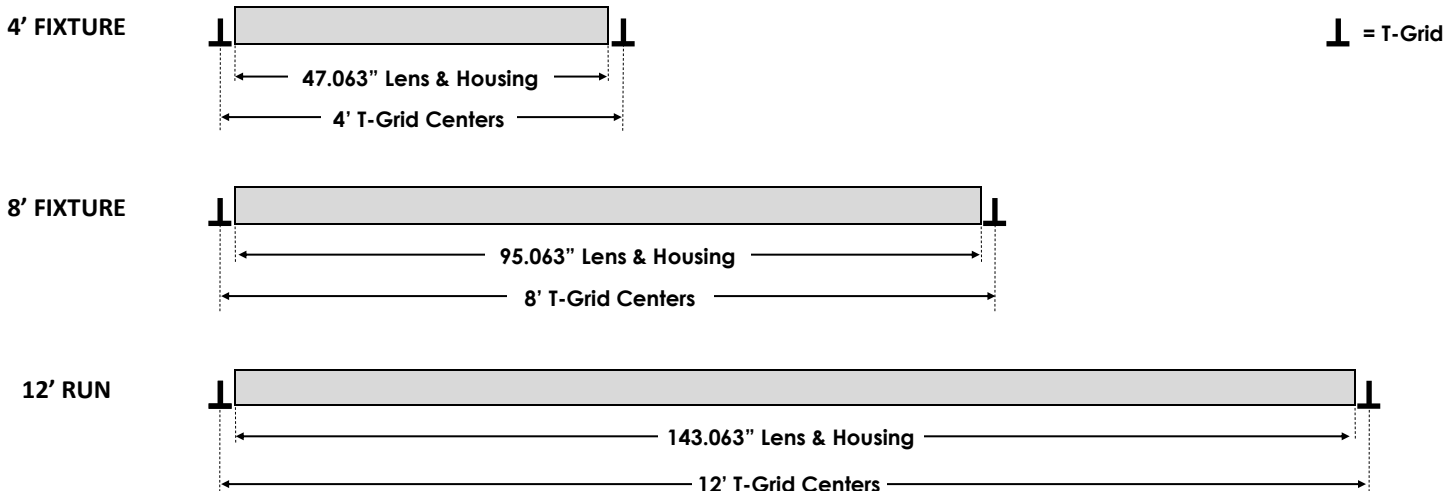 4’ FIXTURE
= T-Grid
47.063” Lens & Housing
4’ T-Grid Centers
8’ FIXTURE
95.063” Lens & Housing
8’ T-Grid Centers
12’ RUN
143.063” Lens & Housing
12’ T-Grid Centers